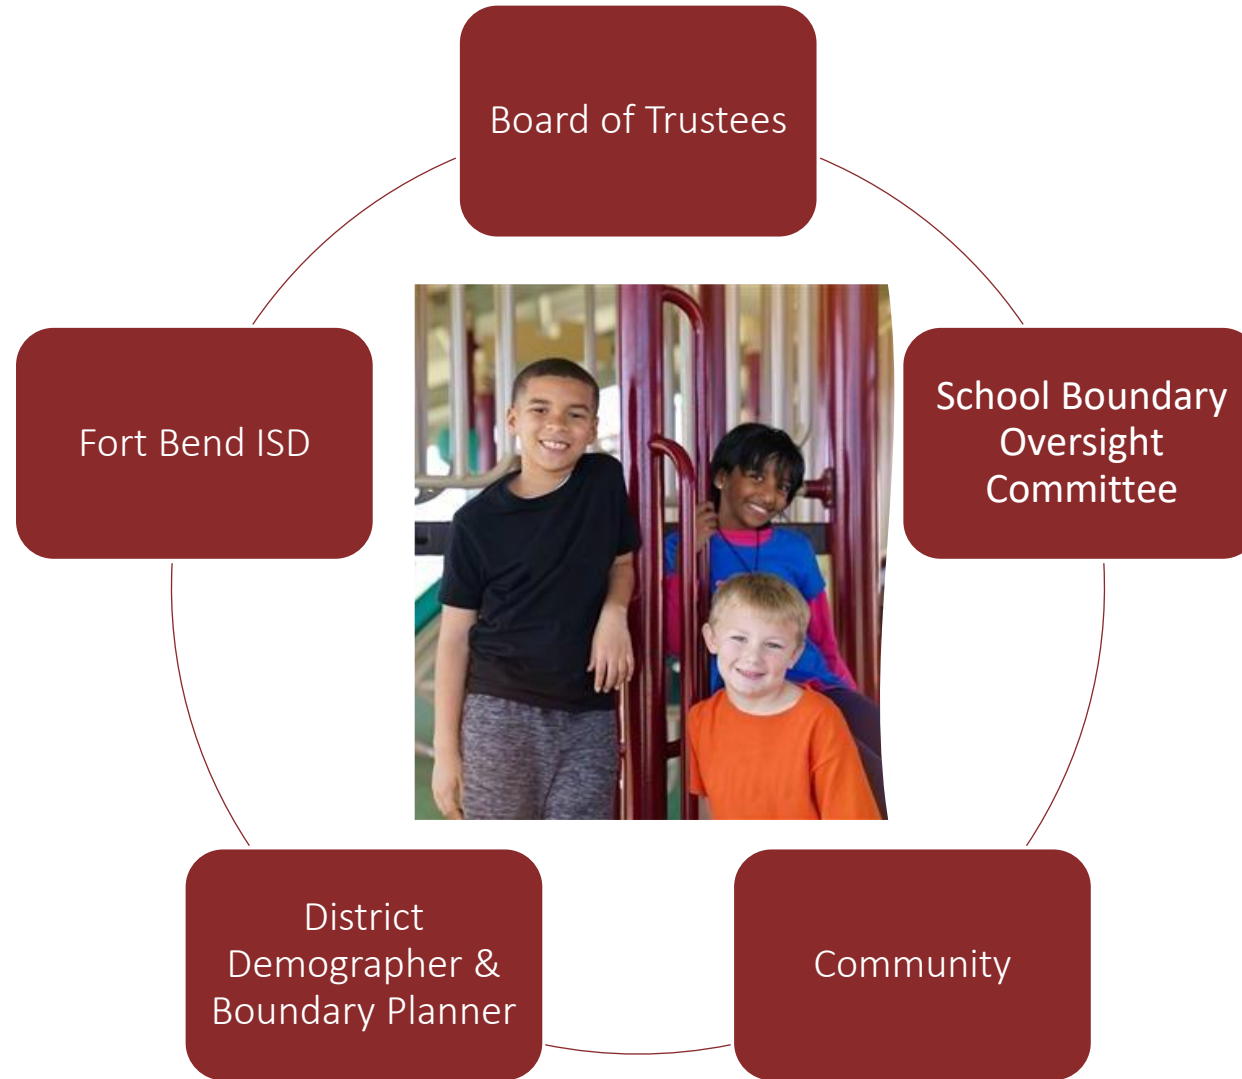 Board of Trustees
School Boundary
Oversight
Committee
Fort Bend ISD
District
Demographer &
Boundary Planner
Community